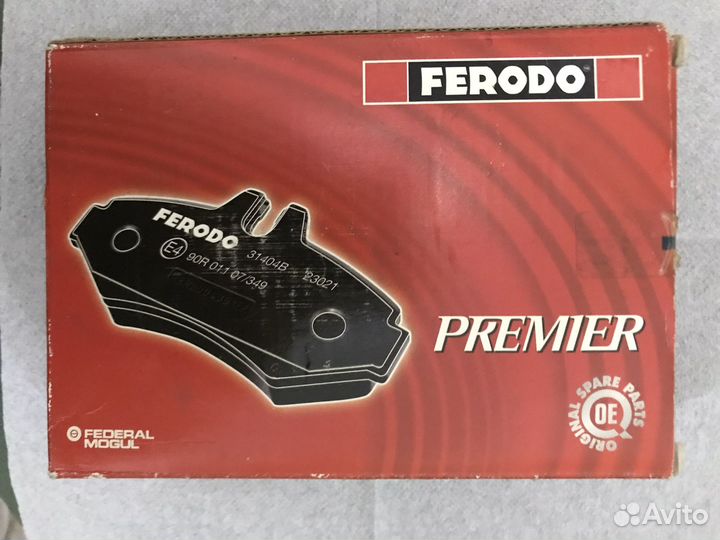 FERODO
FERODO
31404B 23021
E4 90R 011 07/349
PREMIER
ORIGINAL SPARE PARTS
OE
FEDERAL
MOGUL
Avito